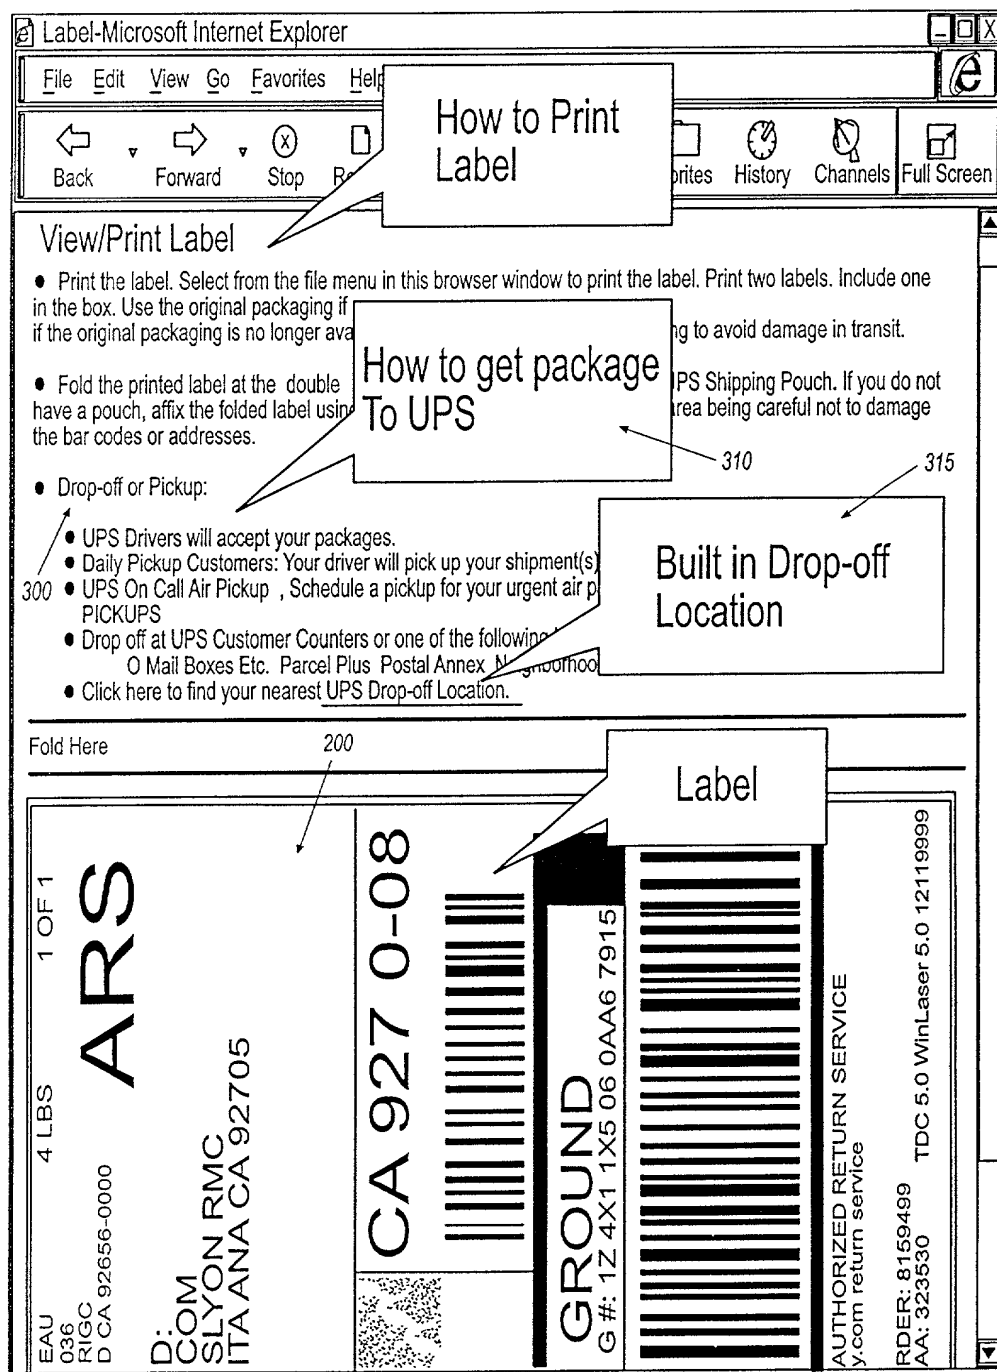 Label-Microsoft Internet Explorer
File Edit View Go Favorites Help
Back Forward Stop History Channels Full Screen
How to Print
Label
View/Print Label
● Print the label. Select from the file menu in this browser window to print the label. Print two labels. Include one
in the box. Use the original packaging if
if the original packaging is no longer to avoid damage in transit.
● Fold the printed label at the double UPS Shipping Pouch. If you do not
have a pouch, affix the folded label using area being careful not to damage
the bar codes or addresses.
How to get package
To UPS
310
315
● Drop-off or Pickup:
300
● UPS Drivers will accept your packages.
● Daily Pickup Customers: Your driver will pick up your shipment(s)
● UPS On Call Air Pickup , Schedule a pickup for your urgent air
PICKUPS
● Drop off at UPS Customer Counters or one of the following
O Mail Boxes Etc. Parcel Plus Postal Annex
● Click here to find your nearest UPS Drop-off Location.
Built in Drop-off
Location
Fold Here
200
Label
4 LBS 1 OF 1
EAU
036
RIGC
D CA 92656-0000
ARS
D:
COM
SLYON RMC
ITA ANA CA 92705
CA 927 0-08
GROUND
G #: 1Z 4X1 1X5 06 0AA6 7915
AUTHORIZED RETURN SERVICE
y.com return service
RDER: 8159499
AA: 323530 TDC 5.0 WinLaser 5.0 12119999